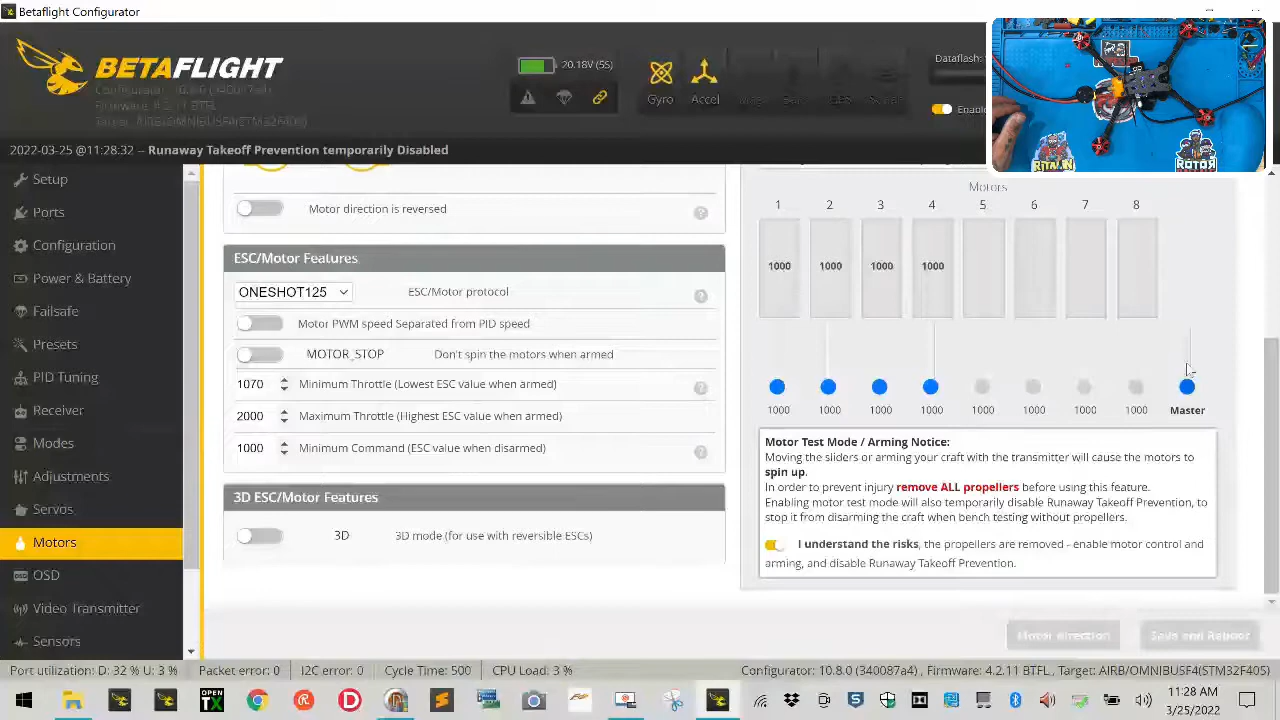 Betaflight Configurator
BETAFLIGHT
20.18V (5S)
Gyro
Accel
Dataflash:
Enable
2022-03-25 @11:28.32 -- Runaway Takeoff Prevention temporarily Disabled
Setup
Ports
Configuration
Power & Battery
Failsafe
Presets
PID Tuning
Receiver
Modes
Adjustments
Servos
Motors
OSD
Video Transmitter
Sensors
Motor direction is reversed
ESC/Motor Features
ONESHOT125 ESC/Motor protocol
Motor PWM speed Separated from PID speed
MOTOR_STOP Don't spin the motors when armed
1070 Minimum Throttle (Lowest ESC value when armed)
2000 Maximum Throttle (Highest ESC value when armed)
1000 Minimum Command (ESC value when disarmed)
3D ESC/Motor Features
3D 3D mode (for use with reversible ESCs)
Motors
1 2 3 4 5 6 7 8
1000 1000 1000 1000
1000 1000 1000 1000 1000 1000 1000 1000 Master
Motor Test Mode / Arming Notice:
Moving the sliders or arming your craft with the transmitter will cause the motors to
spin up.
In order to prevent injury remove ALL propellers before using this feature.
Enabling motor test mode will also temporarily disable Runaway Takeoff Prevention, to
stop it from disarming the craft when bench testing without propellers.
I understand the risks, the propellers are removed - enable motor control and
arming, and disable Runaway Takeoff Prevention.
Motor direction
Save and Reboot
RITALIN
ROTOR
Port utilization: D: 32 % U: 3 % Packet error: 0 I2C error: 0 Cycle Time: 500 CPU Load: 3 % Configurator: 10.8.0 (340087a4), Firmware: 4.2.11 BTFL, Target: AIRB/OMNIBUSF4(STM32F405)
OPEN
TX
11:28 AM
3/25/2022